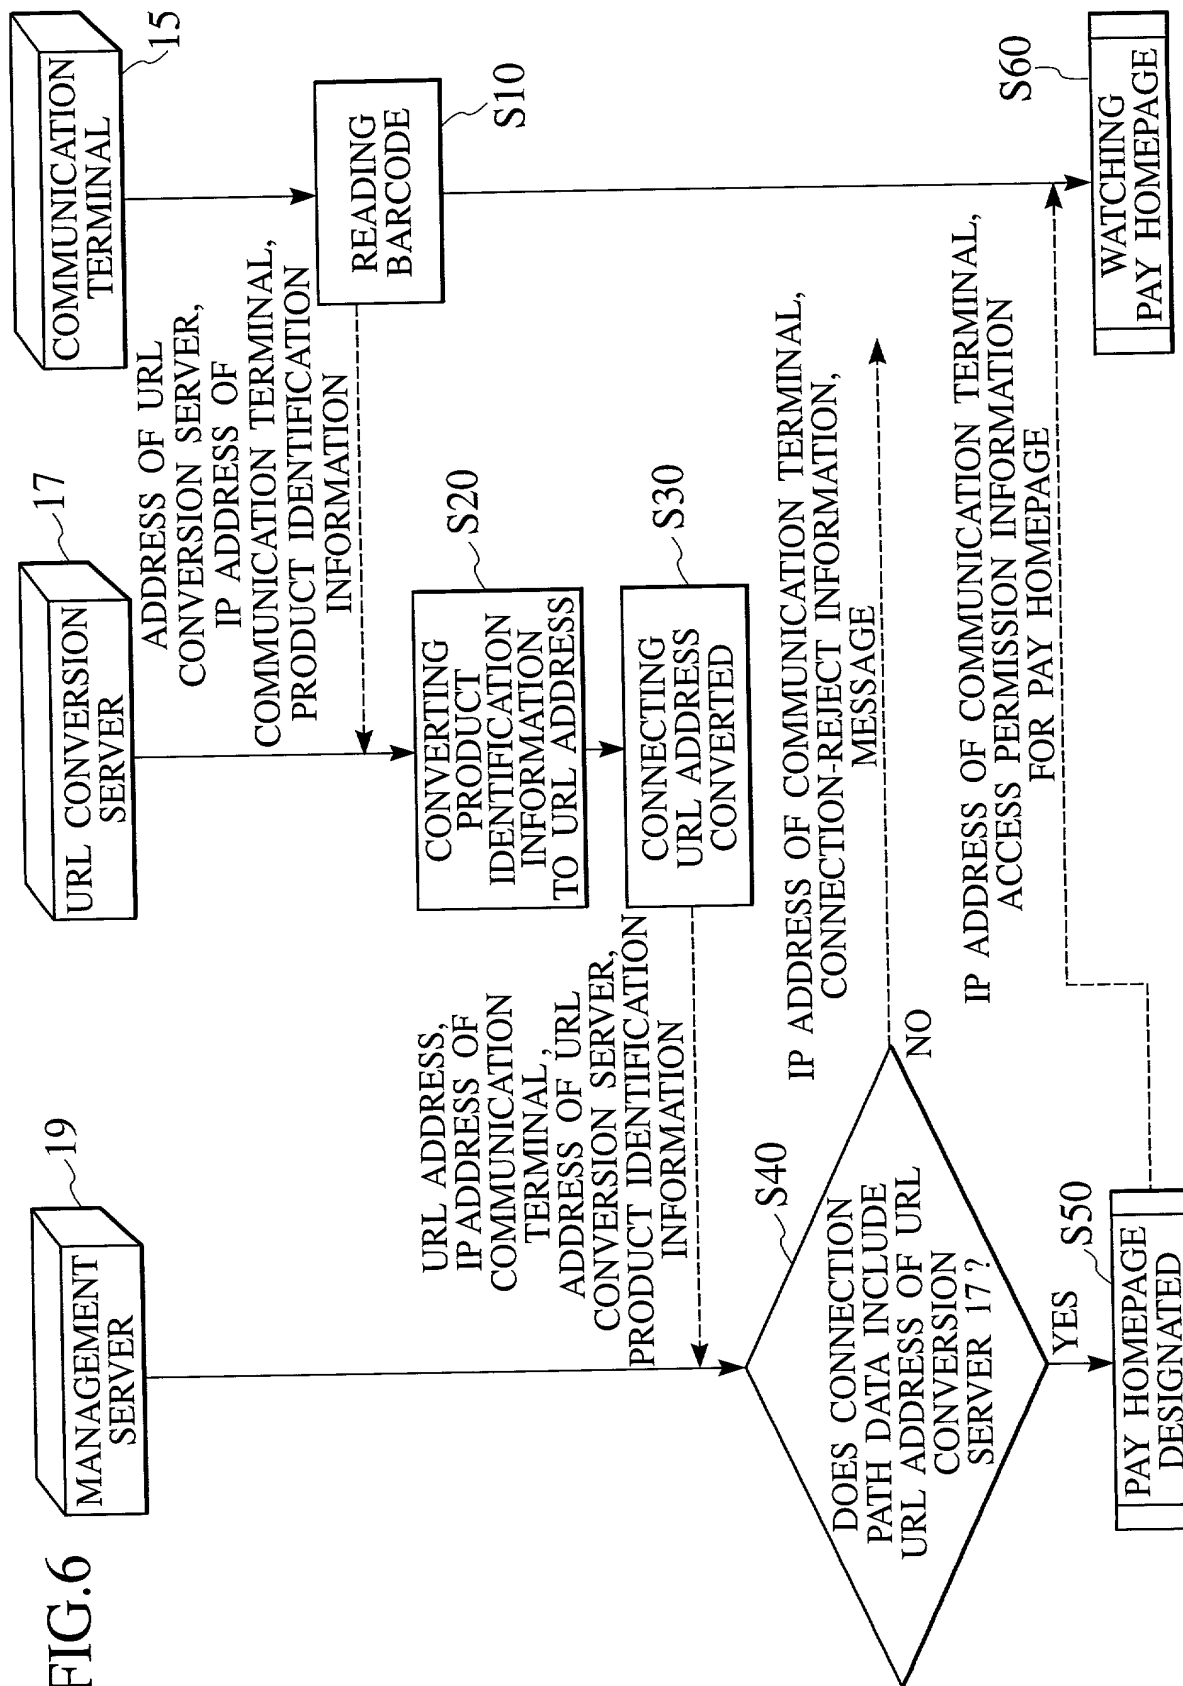 FIG.6
MANAGEMENT
SERVER
19
URL CONVERSION
SERVER
17
COMMUNICATION
TERMINAL
15
ADDRESS OF URL
CONVERSION SERVER,
IP ADDRESS OF
COMMUNICATION TERMINAL,
PRODUCT IDENTIFICATION
INFORMATION
READING
BARCODE
S10
CONVERTING
PRODUCT
IDENTIFICATION
INFORMATION
TO URL ADDRESS
S20
URL ADDRESS,
IP ADDRESS OF
COMMUNICATION
TERMINAL,
ADDRESS OF URL
CONVERSION SERVER,
PRODUCT IDENTIFICATION
INFORMATION
CONNECTING
URL ADDRESS
CONVERTED
S30
S40
DOES CONNECTION
PATH DATA INCLUDE
URL ADDRESS OF URL
CONVERSION
SERVER 17 ?
NO
IP ADDRESS OF COMMUNICATION TERMINAL,
CONNECTION-REJECT INFORMATION,
MESSAGE
YES
IP ADDRESS OF COMMUNICATION TERMINAL,
ACCESS PERMISSION INFORMATION
FOR PAY HOMEPAGE
PAY HOMEPAGE
DESIGNATED
S50
WATCHING
PAY HOMEPAGE
S60